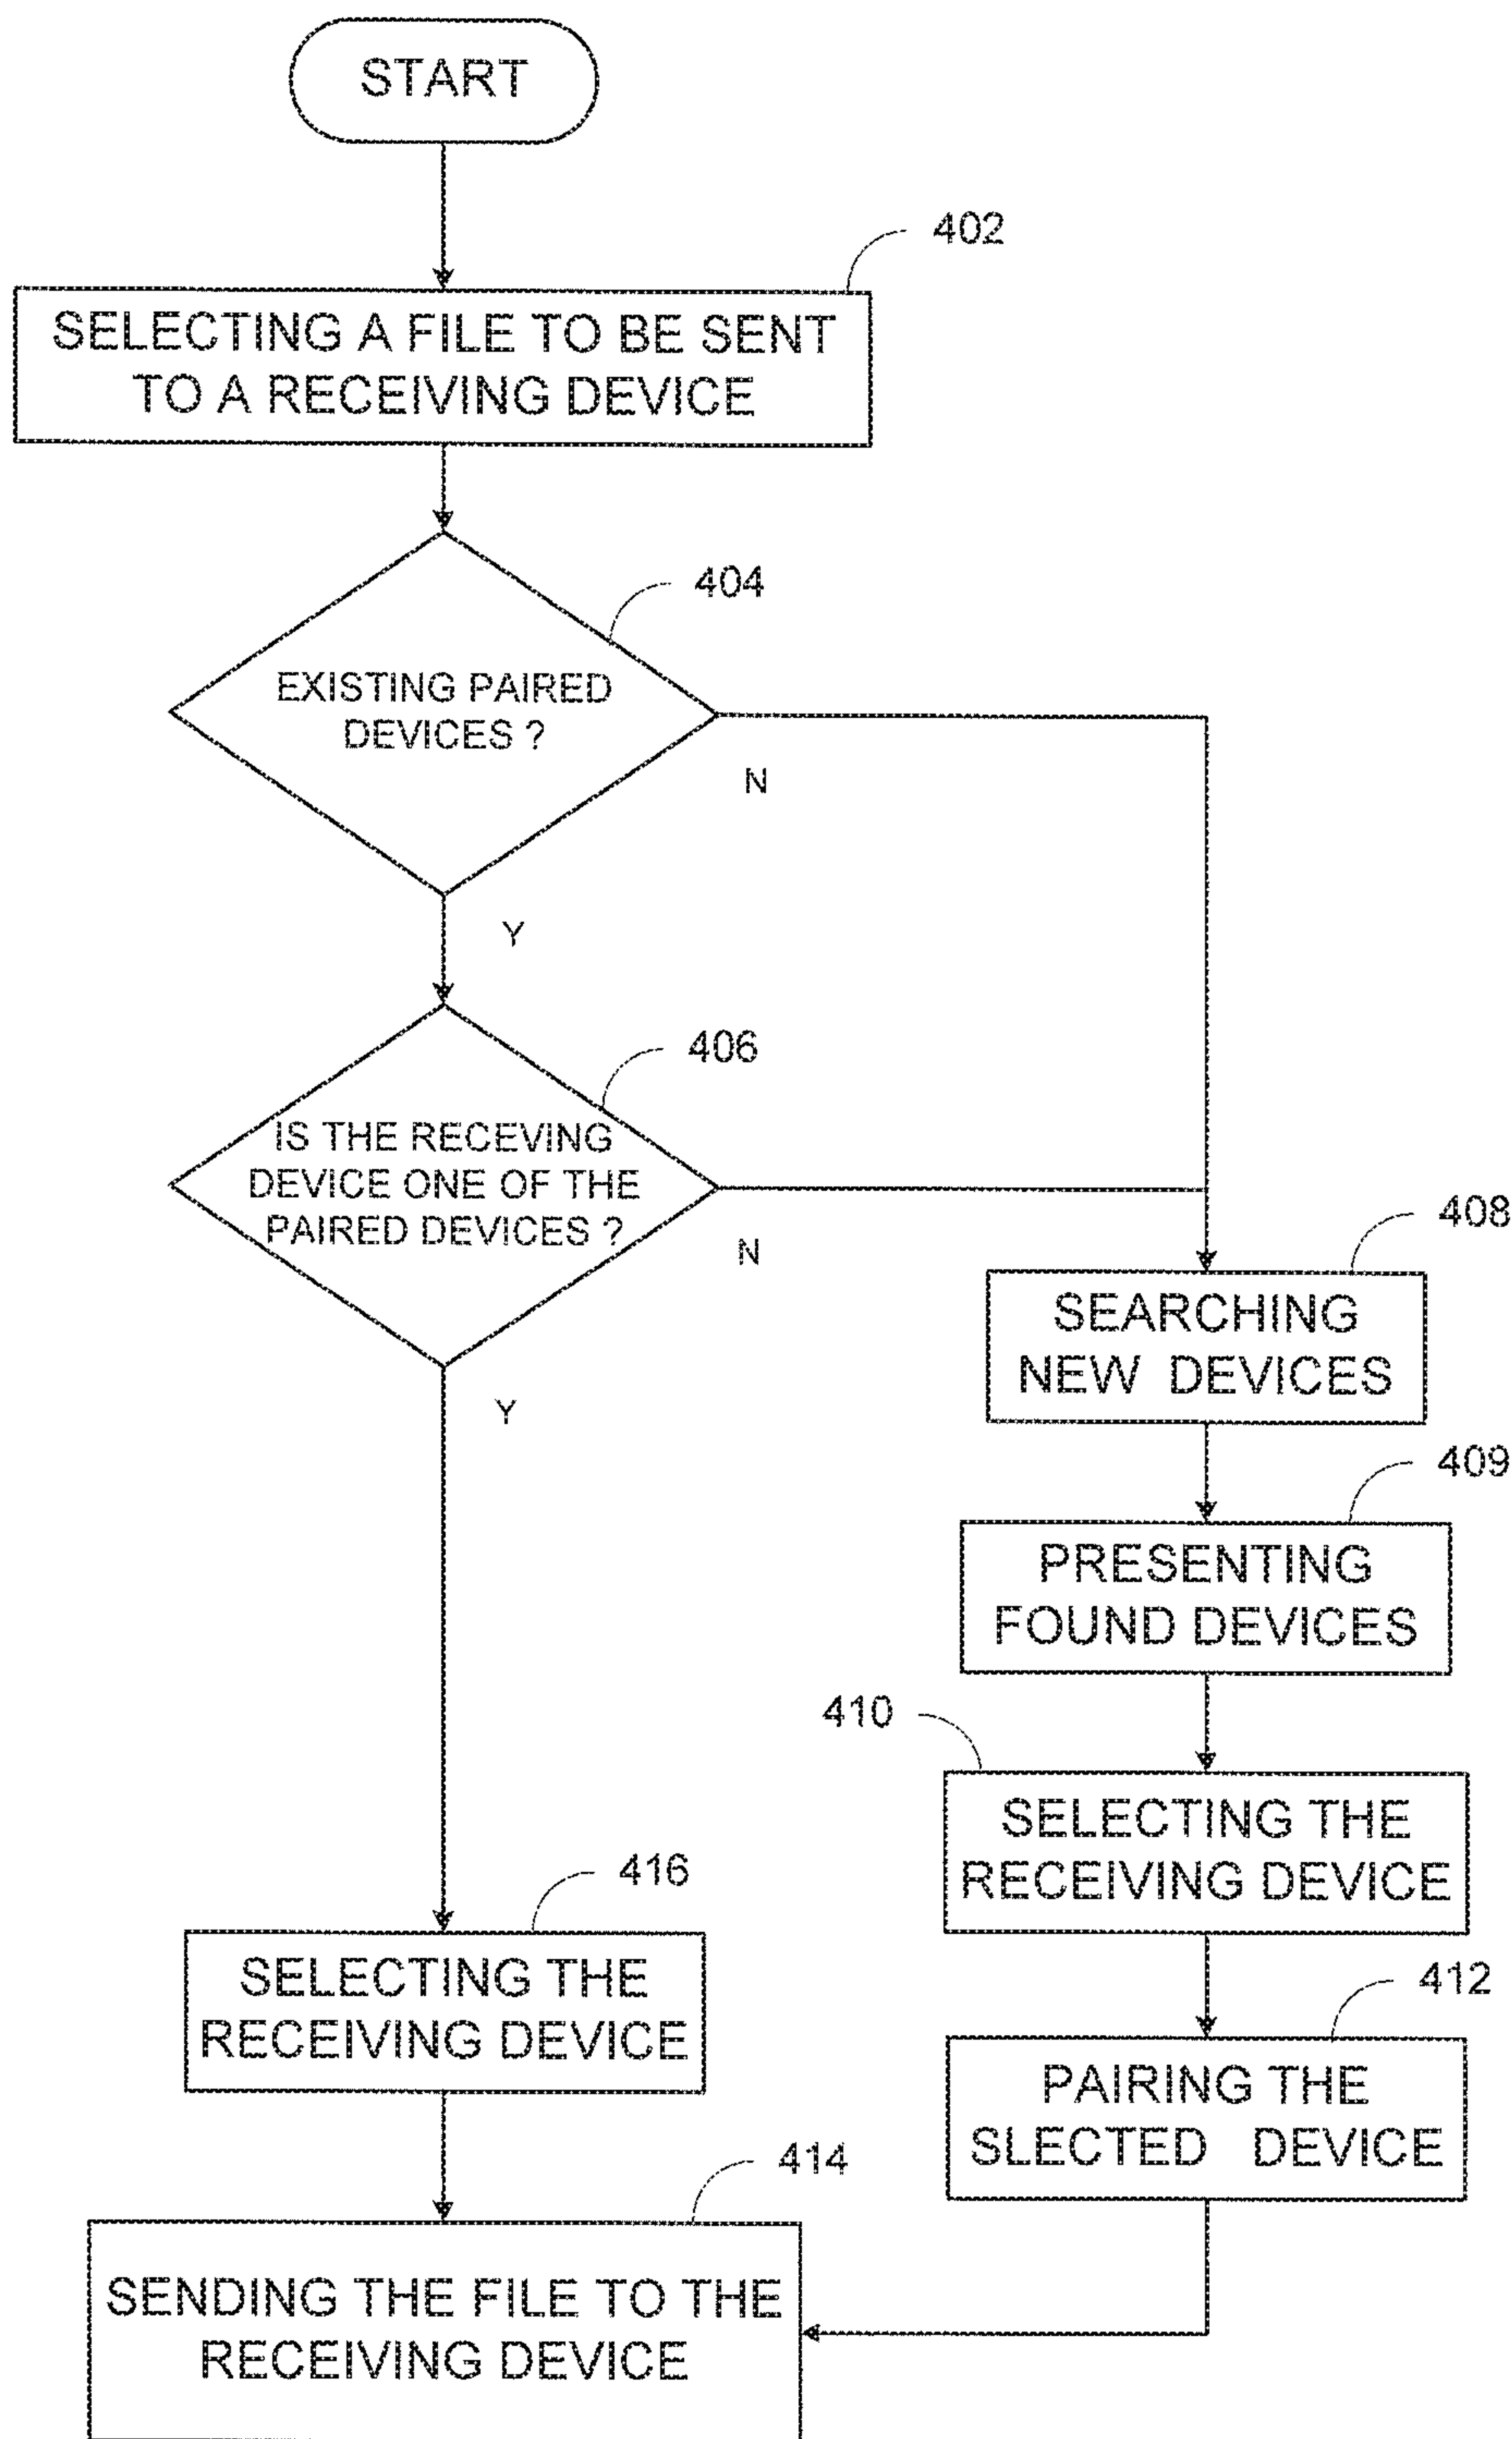 START
402
SELECTING A FILE TO BE SENT
TO A RECEIVING DEVICE
404
EXISTING PAIRED
DEVICES ?
N
Y
406
IS THE RECEVING
DEVICE ONE OF THE
PAIRED DEVICES ?
N
Y
408
SEARCHING
NEW DEVICES
409
PRESENTING
FOUND DEVICES
410
SELECTING THE
RECEIVING DEVICE
416
SELECTING THE
RECEIVING DEVICE
412
PAIRING THE
SLECTED DEVICE
414
SENDING THE FILE TO THE
RECEIVING DEVICE